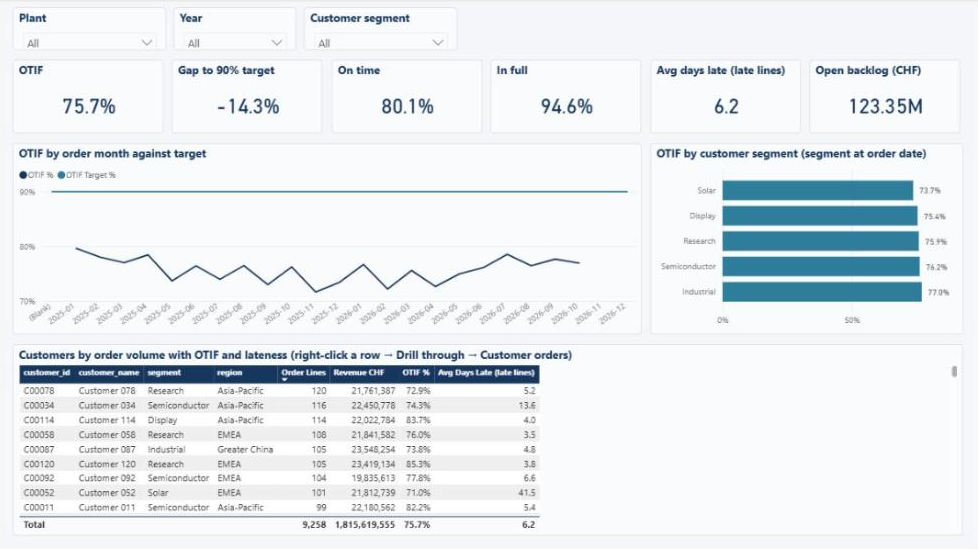 Plant
Year
Customer segment
All
All
All
OTIF
Gap to 90% target
On time
In full
Avg days late (late lines)
Open backlog (CHF)
75.7%
-14.3%
80.1%
94.6%
6.2
123.35M
OTIF by order month against target
OTIF % OTIF Target %
90%
80%
70%
(Blank) 2025-01 2025-02 2025-03 2025-04 2025-05 2025-06 2025-07 2025-08 2025-09 2025-10 2025-11 2025-12 2026-01 2026-02 2026-03 2026-04 2026-05 2026-06 2026-07 2026-08 2026-09 2026-10 2026-11 2026-12
OTIF by customer segment (segment at order date)
Solar 73.7%
Display 75.4%
Research 75.9%
Semiconductor 76.2%
Industrial 77.0%
0% 50%
Customers by order volume with OTIF and lateness (right-click a row → Drill through → Customer orders)
customer_id customer_name segment region Order Lines Revenue CHF OTIF % Avg Days Late (late lines)
C00078 Customer 078 Research Asia-Pacific 120 21,761,387 72.9% 5.2
C00034 Customer 034 Semiconductor Asia-Pacific 116 22,450,778 74.3% 13.6
C00114 Customer 114 Display Asia-Pacific 114 22,022,784 83.7% 4.0
C00058 Customer 058 Research EMEA 108 21,841,582 76.0% 3.5
C00087 Customer 087 Industrial Greater China 105 23,548,254 73.8% 4.8
C00120 Customer 120 Research EMEA 105 23,419,134 85.3% 3.8
C00092 Customer 092 Semiconductor EMEA 104 19,835,613 77.8% 6.6
C00052 Customer 052 Solar EMEA 101 21,812,739 71.0% 41.5
C00011 Customer 011 Semiconductor Asia-Pacific 99 22,180,562 82.2% 5.4
Total 9,258 1,815,619,555 75.7% 6.2